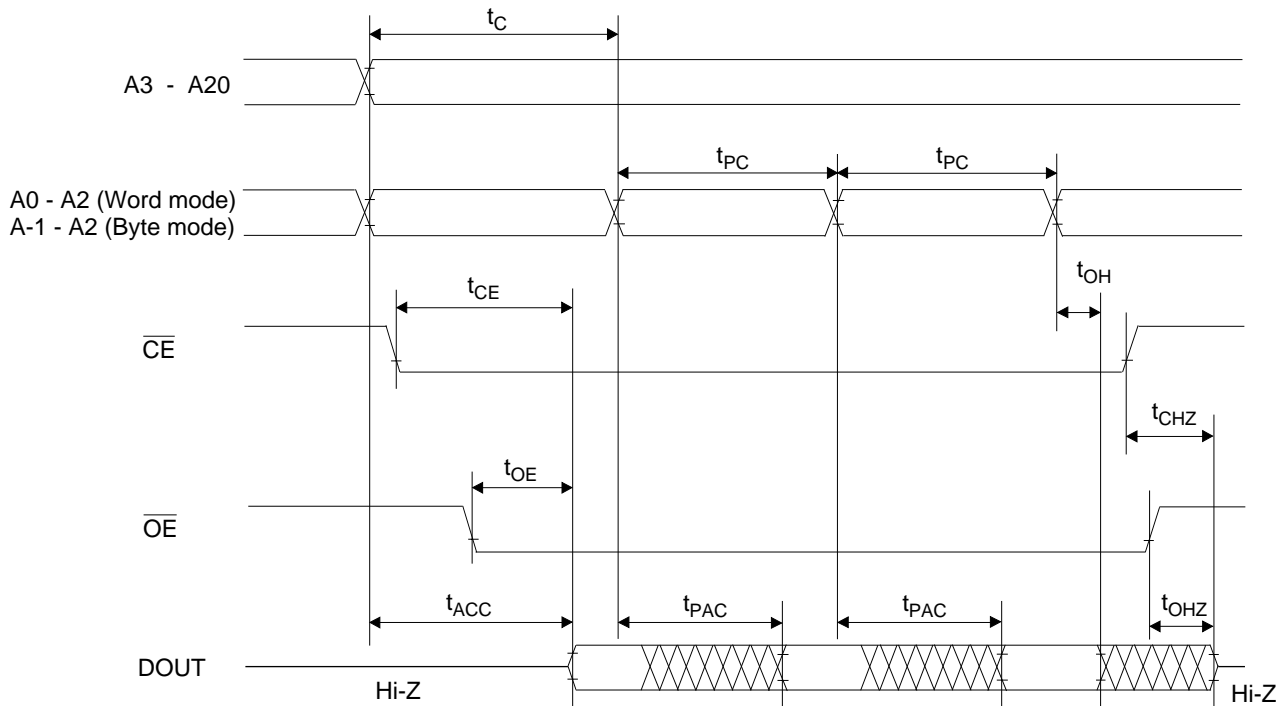 tC
A3 - A20
tPC tPC
A0 - A2 (Word mode)
A-1 - A2 (Byte mode)
tOH
tCE
CE
tCHZ
tOE
OE
tACC tPAC tPAC tOHZ
DOUT
Hi-Z Hi-Z